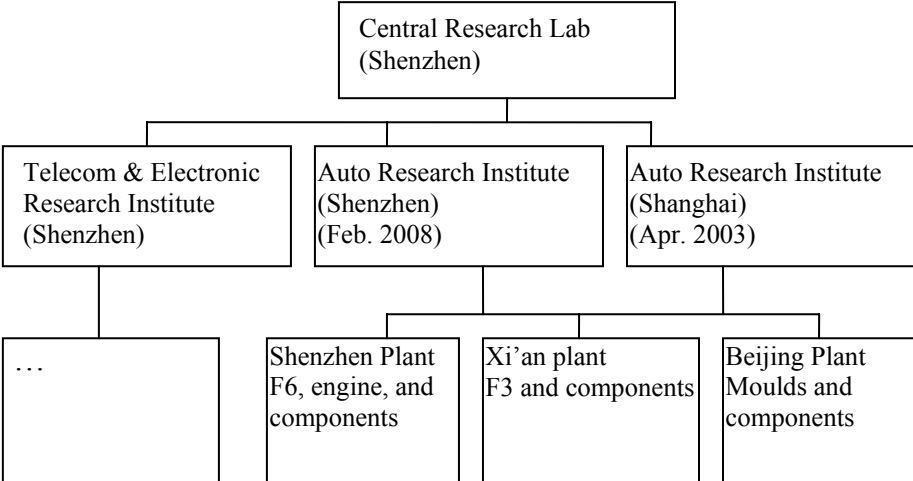 Central Research Lab
(Shenzhen)
Telecom & Electronic
Research Institute
(Shenzhen)
Auto Research Institute
(Shenzhen)
(Feb. 2008)
Auto Research Institute
(Shanghai)
(Apr. 2003)
…
Shenzhen Plant
F6, engine, and
components
Xi’an plant
F3 and components
Beijing Plant
Moulds and
components